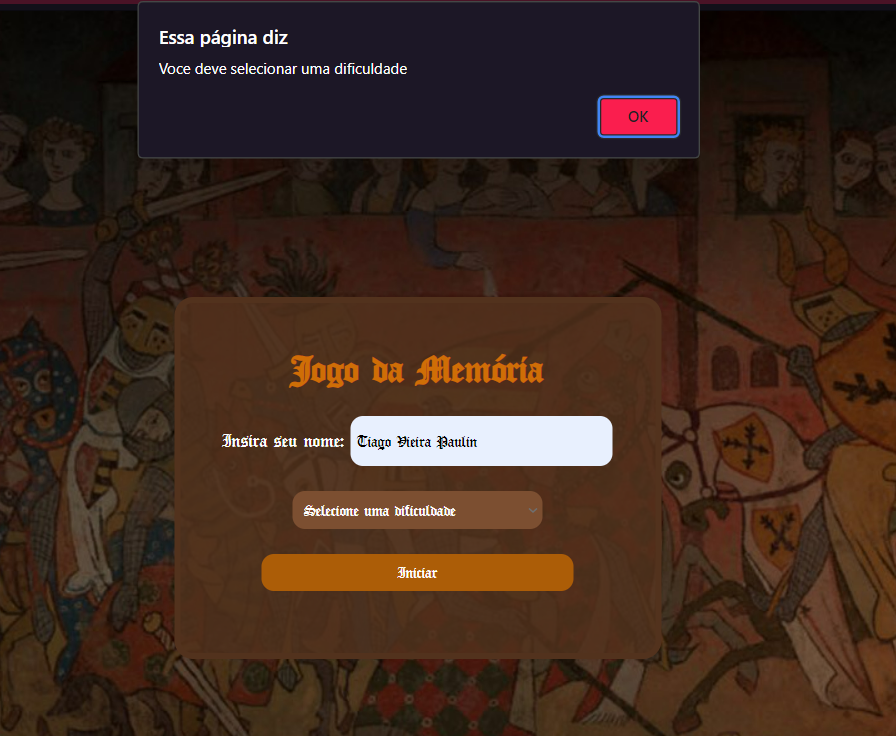 Essa página diz
Voce deve selecionar uma dificuldade
OK
Jogo da Memória
Insira seu nome: Tiago Vieira Paulin
Selecione uma dificuldade
Iniciar